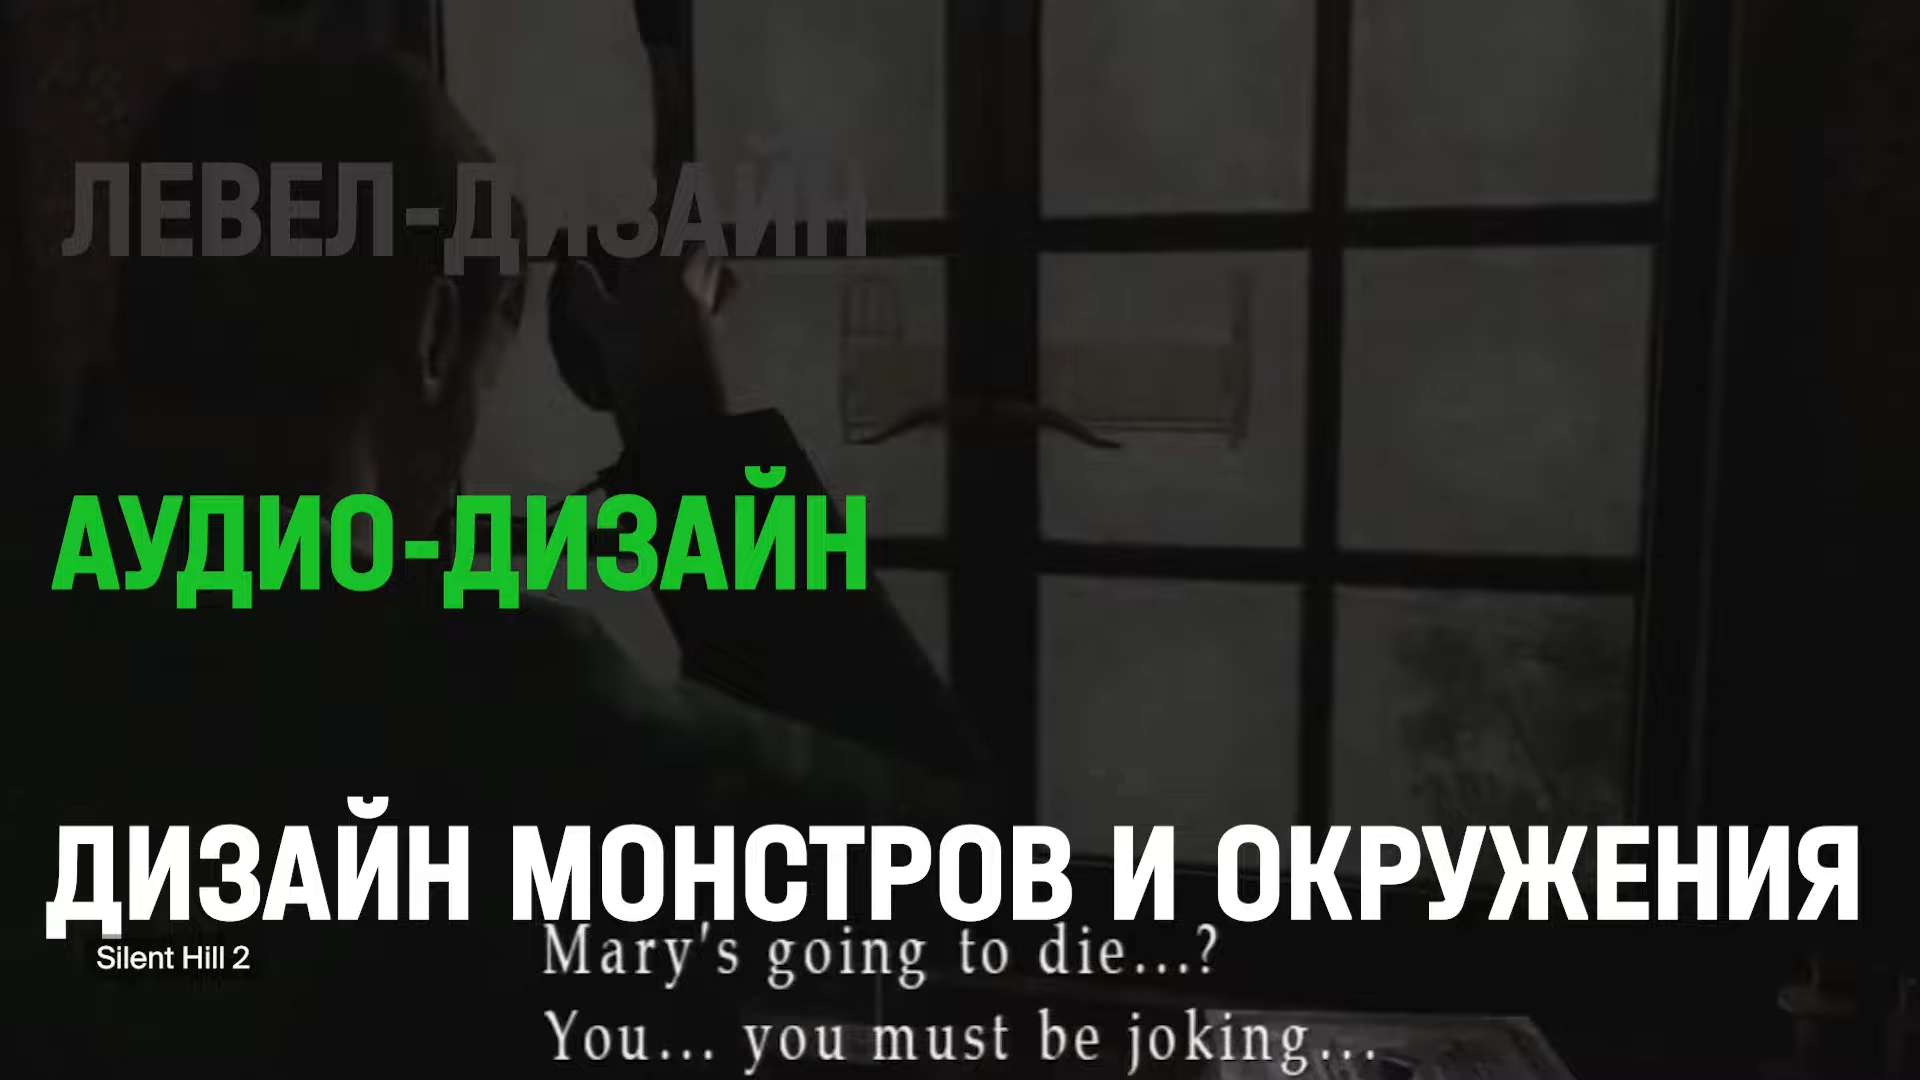 ЛЕВЕЛ-ДИЗАЙН
АУДИО-ДИЗАЙН
ДИЗАЙН МОНСТРОВ И ОКРУЖЕНИЯ
Silent Hill 2
Mary's going to die...?
You... you must be joking...